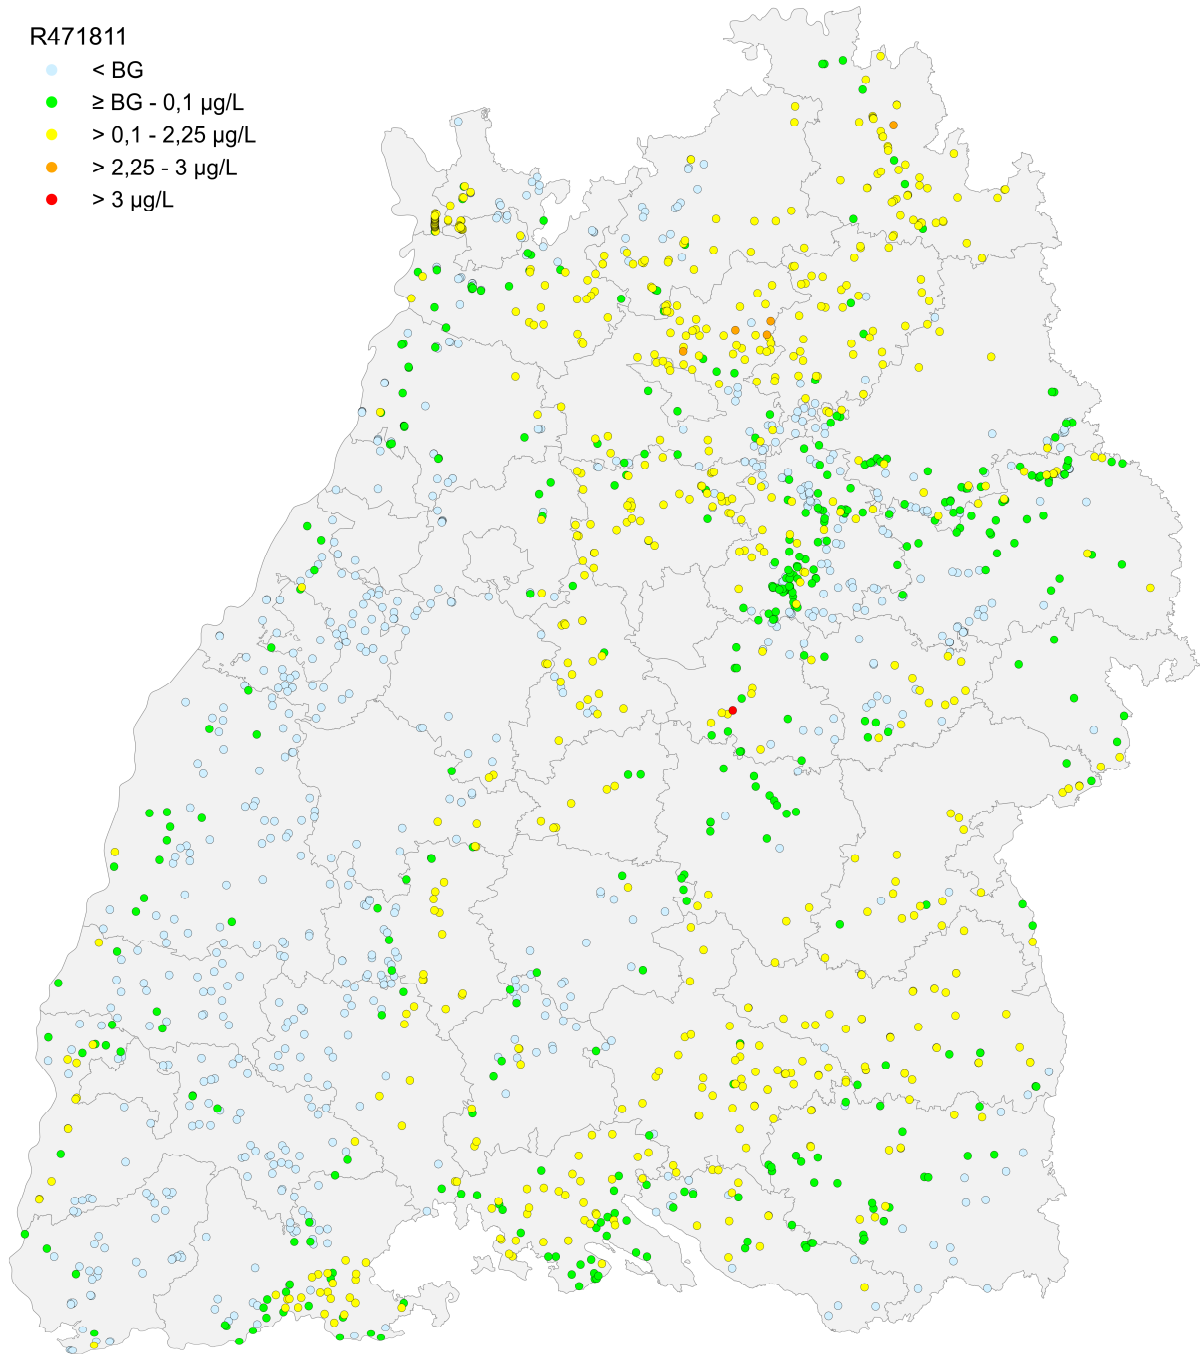 R471811
< BG
≥ BG - 0,1 µg/L
> 0,1 - 2,25 µg/L
> 2,25 - 3 µg/L
> 3 µg/L